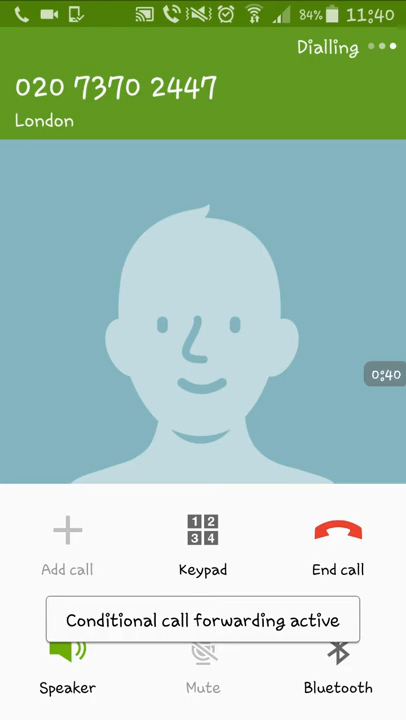 84% 11:40
Dialling
020 7370 2447
London
0:40
1 2
3 4
Add call Keypad End call
Conditional call forwarding active
Speaker Mute Bluetooth